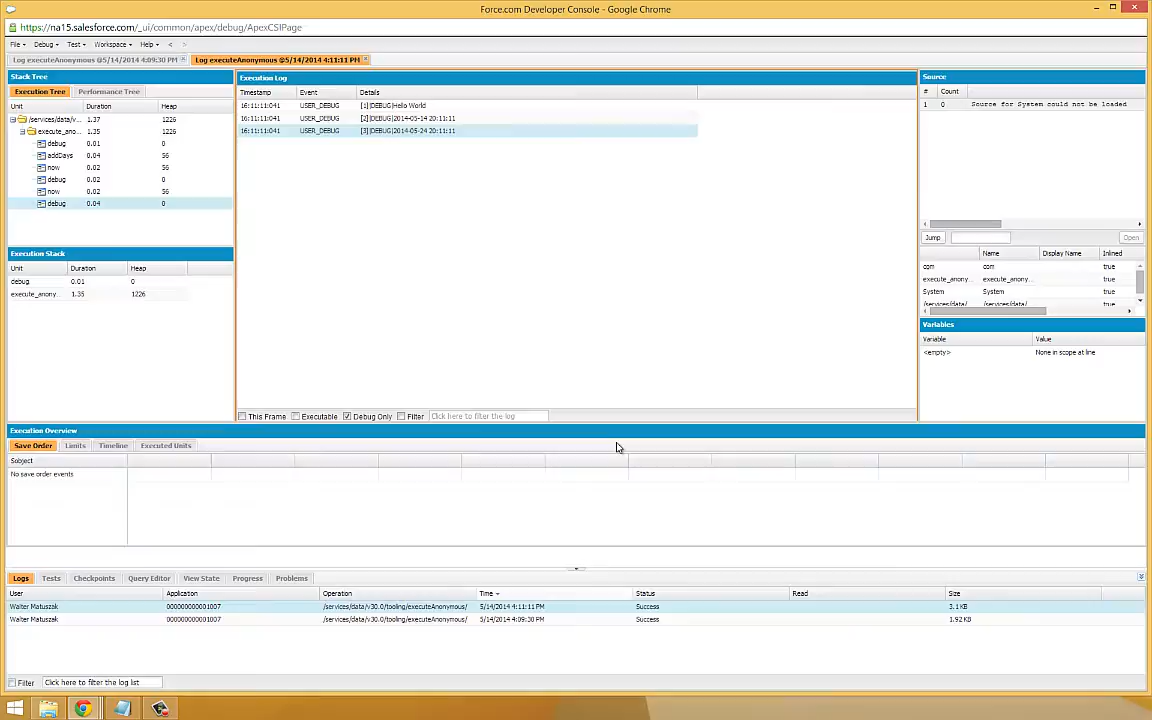 Force.com Developer Console - Google Chrome
https://na15.salesforce.com/_ui/common/apex/debug/ApexCSIPage
File Debug Test Workspace Help < >
Log executeAnonymous @5/14/2014 4:09:30 PM Log executeAnonymous @5/14/2014 4:11:11 PM
Stack Tree
Execution Tree Performance Tree
Unit Duration Heap
/services/data/v... 1.37 1226
execute_ano... 1.35 1226
debug 0.01 0
addDays 0.04 56
now 0.02 56
debug 0.02 0
now 0.02 56
debug 0.04 0
Execution Stack
Unit Duration Heap
debug 0.01 0
execute_anony... 1.35 1226
Execution Log
Timestamp Event Details
16:11:11:041 USER_DEBUG [1]|DEBUG|Hello World
16:11:11:041 USER_DEBUG [2]|DEBUG|2014-05-14 20:11:11
16:11:11:041 USER_DEBUG [3]|DEBUG|2014-05-24 20:11:11
This Frame Executable Debug Only Filter Click here to filter the log
Source
# Count
1 0 Source for System could not be loaded
Jump Open
Name Display Name Inlined
com com true
execute_anony... execute_anony... true
System System true
/services/data/ /services/data/ true
Variables
Variable Value
<empty> None in scope at line
Execution Overview
Save Order Limits Timeline Executed Units
Sobject
No save order events
Logs Tests Checkpoints Query Editor View State Progress Problems
User Application Operation Time Status Read Size
Walter Matuszak 000000000001007 /services/data/v30.0/tooling/executeAnonymous/ 5/14/2014 4:11:11 PM Success 3.1 KB
Walter Matuszak 000000000001007 /services/data/v30.0/tooling/executeAnonymous/ 5/14/2014 4:09:30 PM Success 1.92 KB
Filter Click here to filter the log list